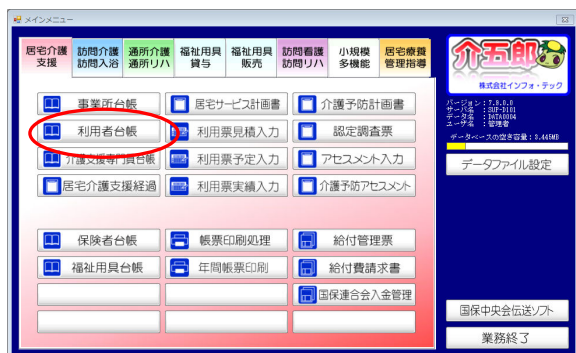 メインメニュー
居宅介護支援
訪問介護訪問入浴
通所介護通所リハ
福祉用具貸与
福祉用具販売
訪問看護訪問リハ
小規模多機能
居宅療養管理指導
事業所台帳
居宅サービス計画書
介護予防計画書
利用者台帳
利用票見積入力
認定調査票
介護支援専門員台帳
利用票予定入力
アセスメント入力
居宅介護支援経過
利用票実績入力
介護予防アセスメント
保険者台帳
帳票印刷処理
給付管理票
福祉用具台帳
年間帳票印刷
給付費請求書
国保連合会入金管理
介五郎
株式会社インフォ・テック
バージョン:7.9.0.0
サーバ名 :SUP-D101
データ名 :DATA0004
ユーザ名 :管理者
データベースの空き容量:3,445MB
データファイル設定
国保中央会伝送ソフト
業務終了